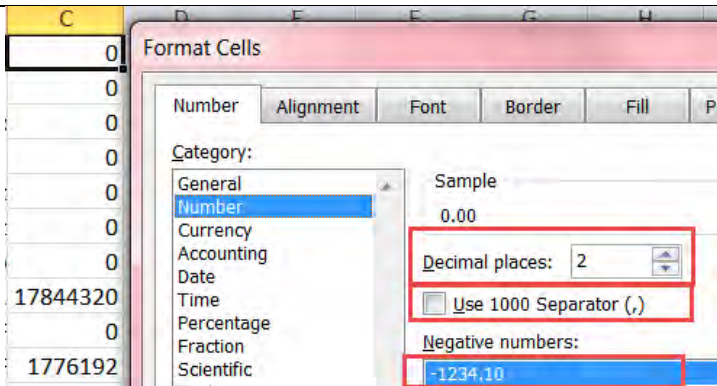 C D E F G H
0
0
0
0
0
0
0
17844320
0
1776192
Format Cells
Number Alignment Font Border Fill P
Category:
General
Number
Currency
Accounting
Date
Time
Percentage
Fraction
Scientific
Sample
0.00
Decimal places: 2
Use 1000 Separator (,)
Negative numbers:
-1234.10